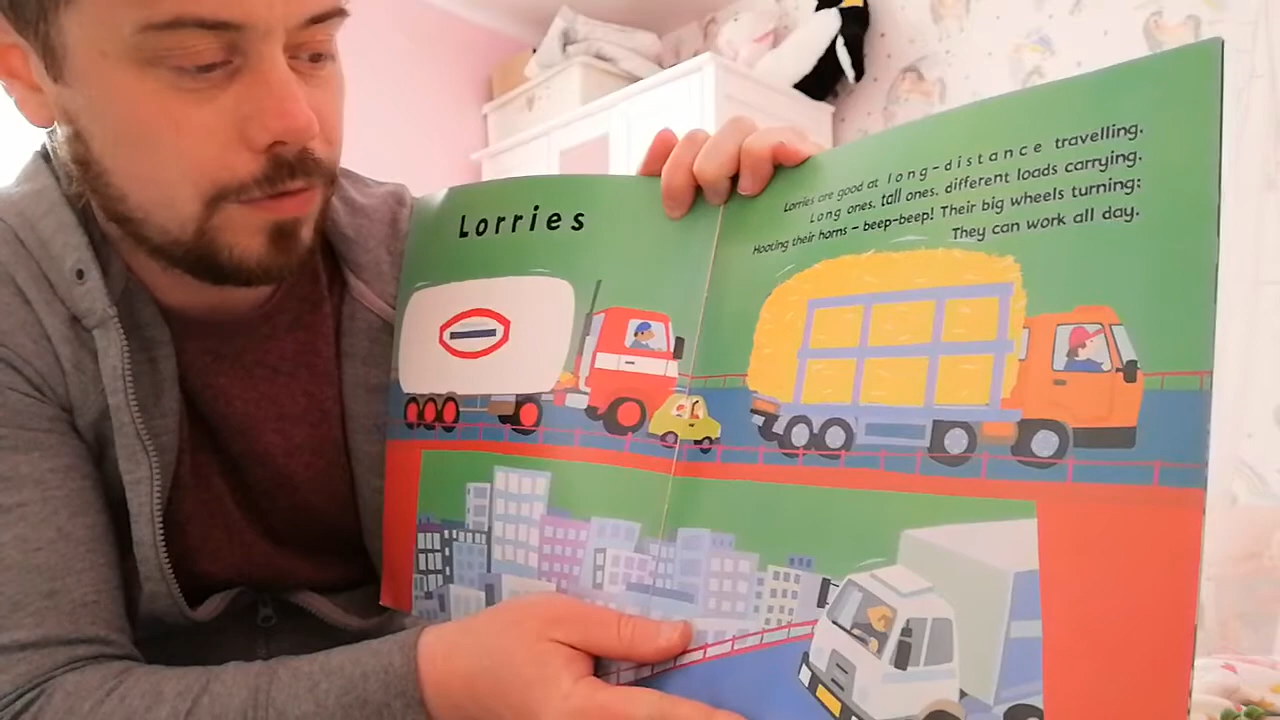 Lorries
Lorries are good at long-distance travelling,
Long ones, tall ones, different loads carrying,
Hooting their horns – beep-beep! Their big wheels turning;
They can work all day.